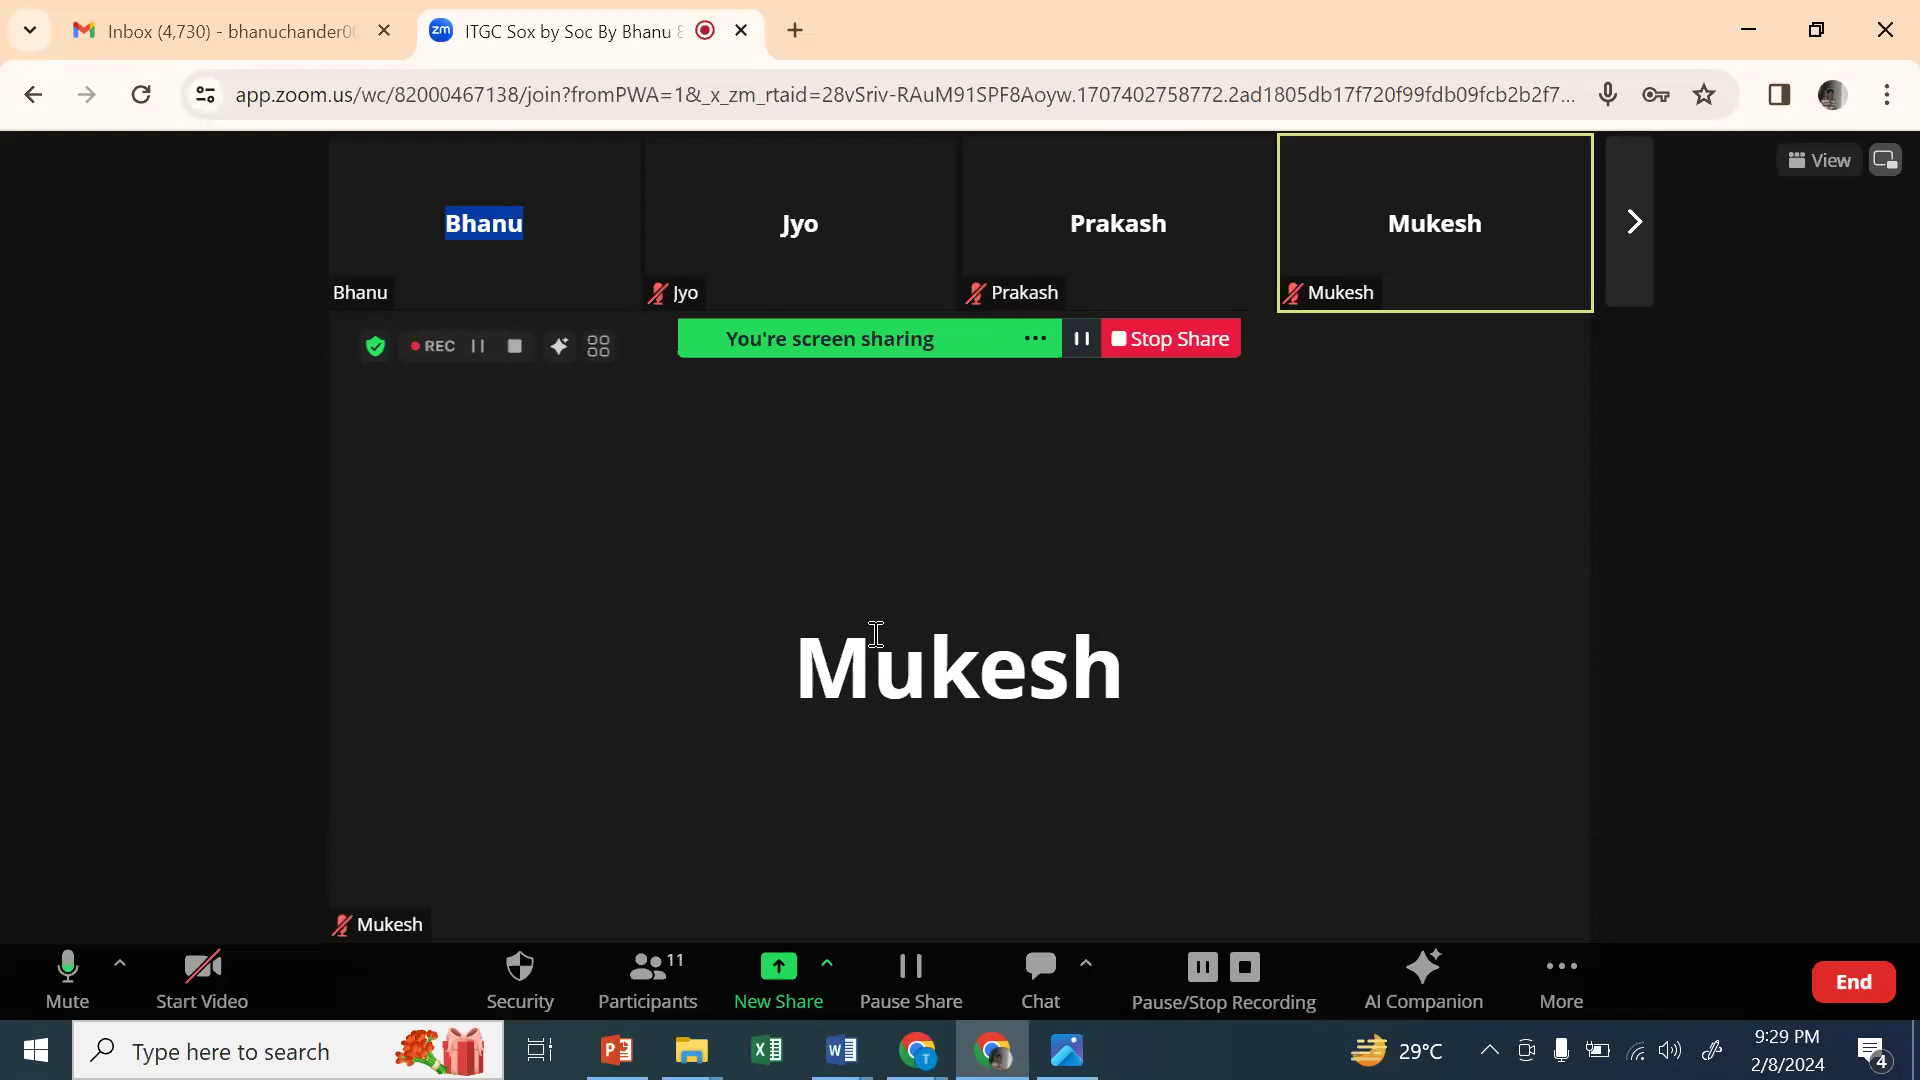 Inbox (4,730) - bhanuchander0
zm ITGC Sox by Soc By Bhanu 8
app.zoom.us/wc/82000467138/join?fromPWA=1&_x_zm_rtaid=28vSriv-RAuM91SPF8Aoyw.1707402758772.2ad1805db17f720f99fdb09fcb2b2f7...
View
Bhanu
Jyo
Prakash
Mukesh
Bhanu
Jyo
Prakash
Mukesh
REC
You're screen sharing
Stop Share
Mukesh
Mukesh
11
Mute
Start Video
Security
Participants
New Share
Pause Share
Chat
Pause/Stop Recording
AI Companion
More
End
Type here to search
29°C
9:29 PM
2/8/2024
4